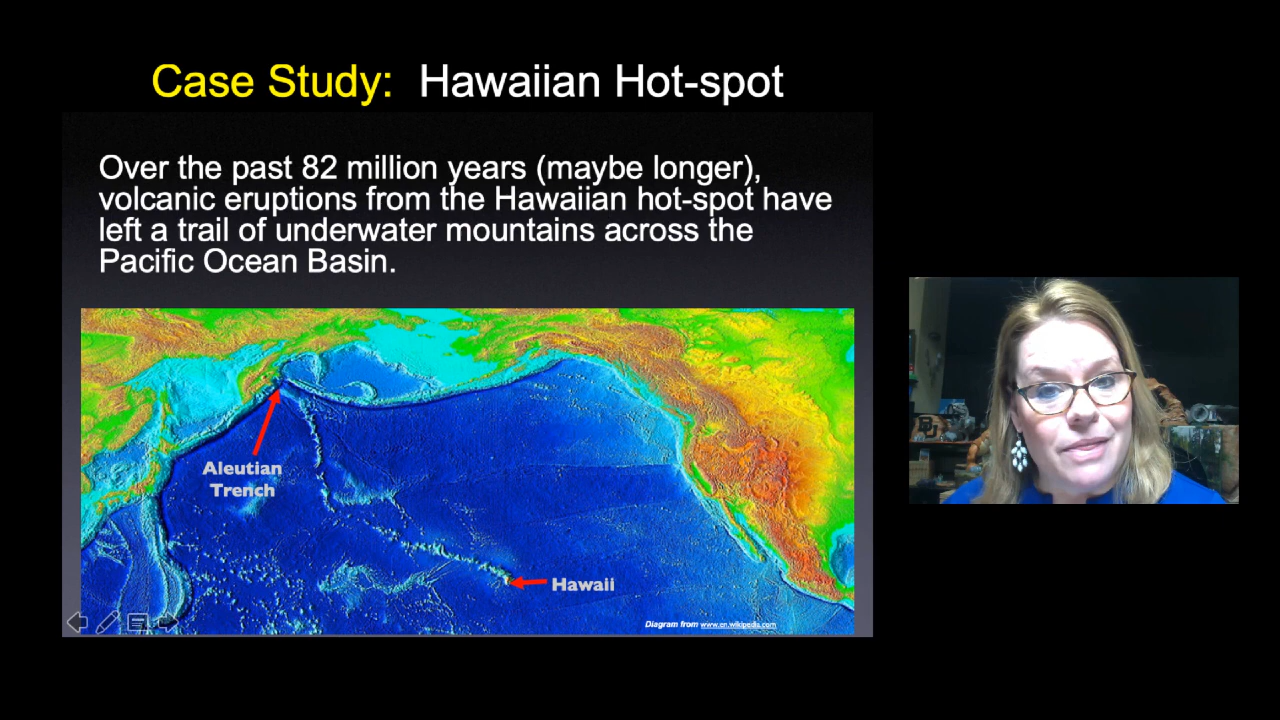 Case Study: Hawaiian Hot-spot
Over the past 82 million years (maybe longer),
volcanic eruptions from the Hawaiian hot-spot have
left a trail of underwater mountains across the
Pacific Ocean Basin.
Aleutian
Trench
Hawaii
Diagram from www.en.wikipedia.com